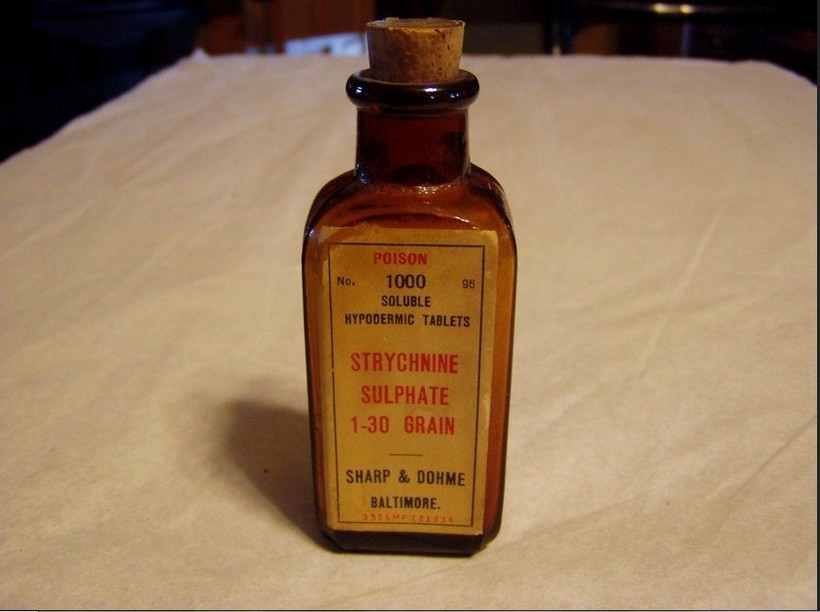 POISON
No. 1000 96
SOLUBLE
HYPODERMIC TABLETS
STRYCHNINE
SULPHATE
1-30 GRAIN
SHARP & DOHME
BALTIMORE.